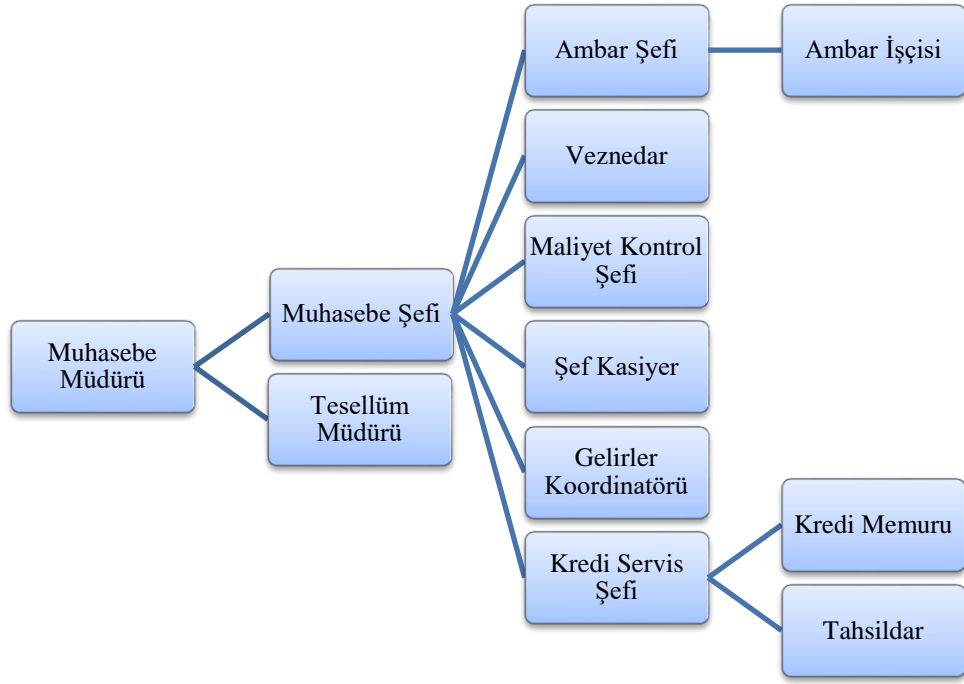 Ambar Şefi
Ambar İşçisi
Veznedar
Maliyet Kontrol
Şefi
Muhasebe Şefi
Muhasebe
Müdürü
Şef Kasiyer
Tesellüm
Müdürü
Gelirler
Koordinatörü
Kredi Memuru
Kredi Servis
Şefi
Tahsildar